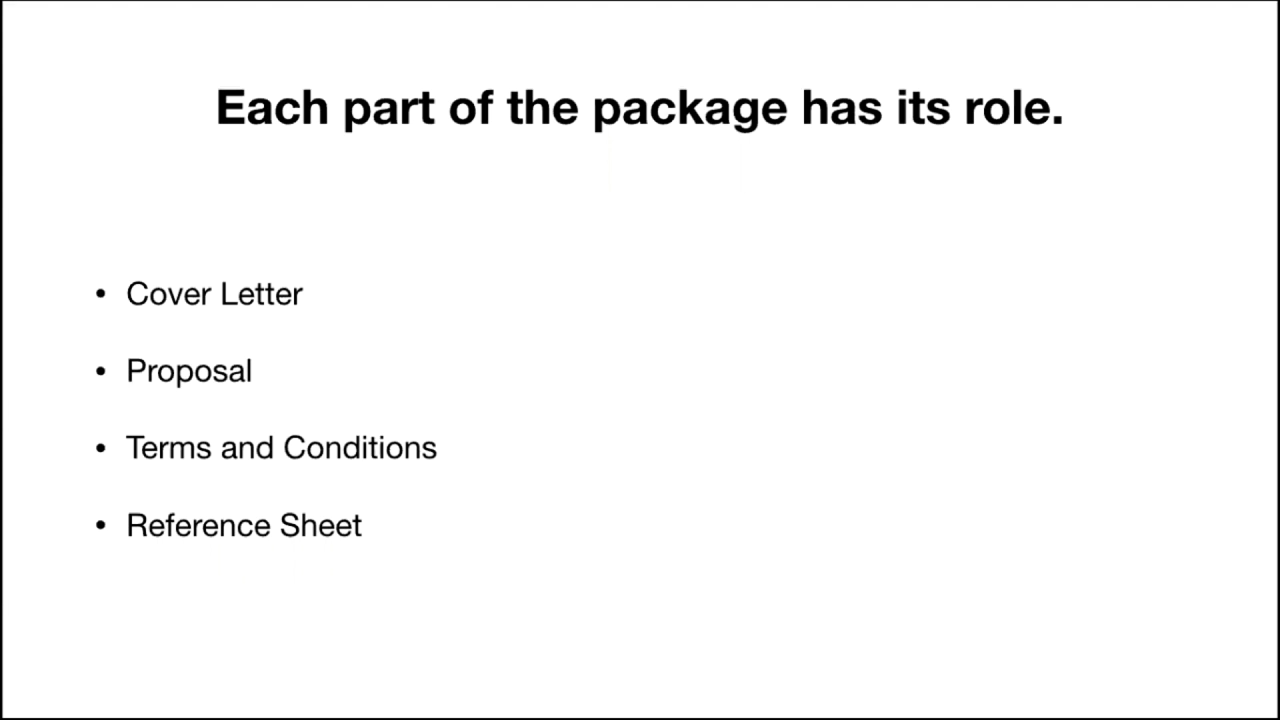 Each part of the package has its role.
• Cover Letter
• Proposal
• Terms and Conditions
• Reference Sheet